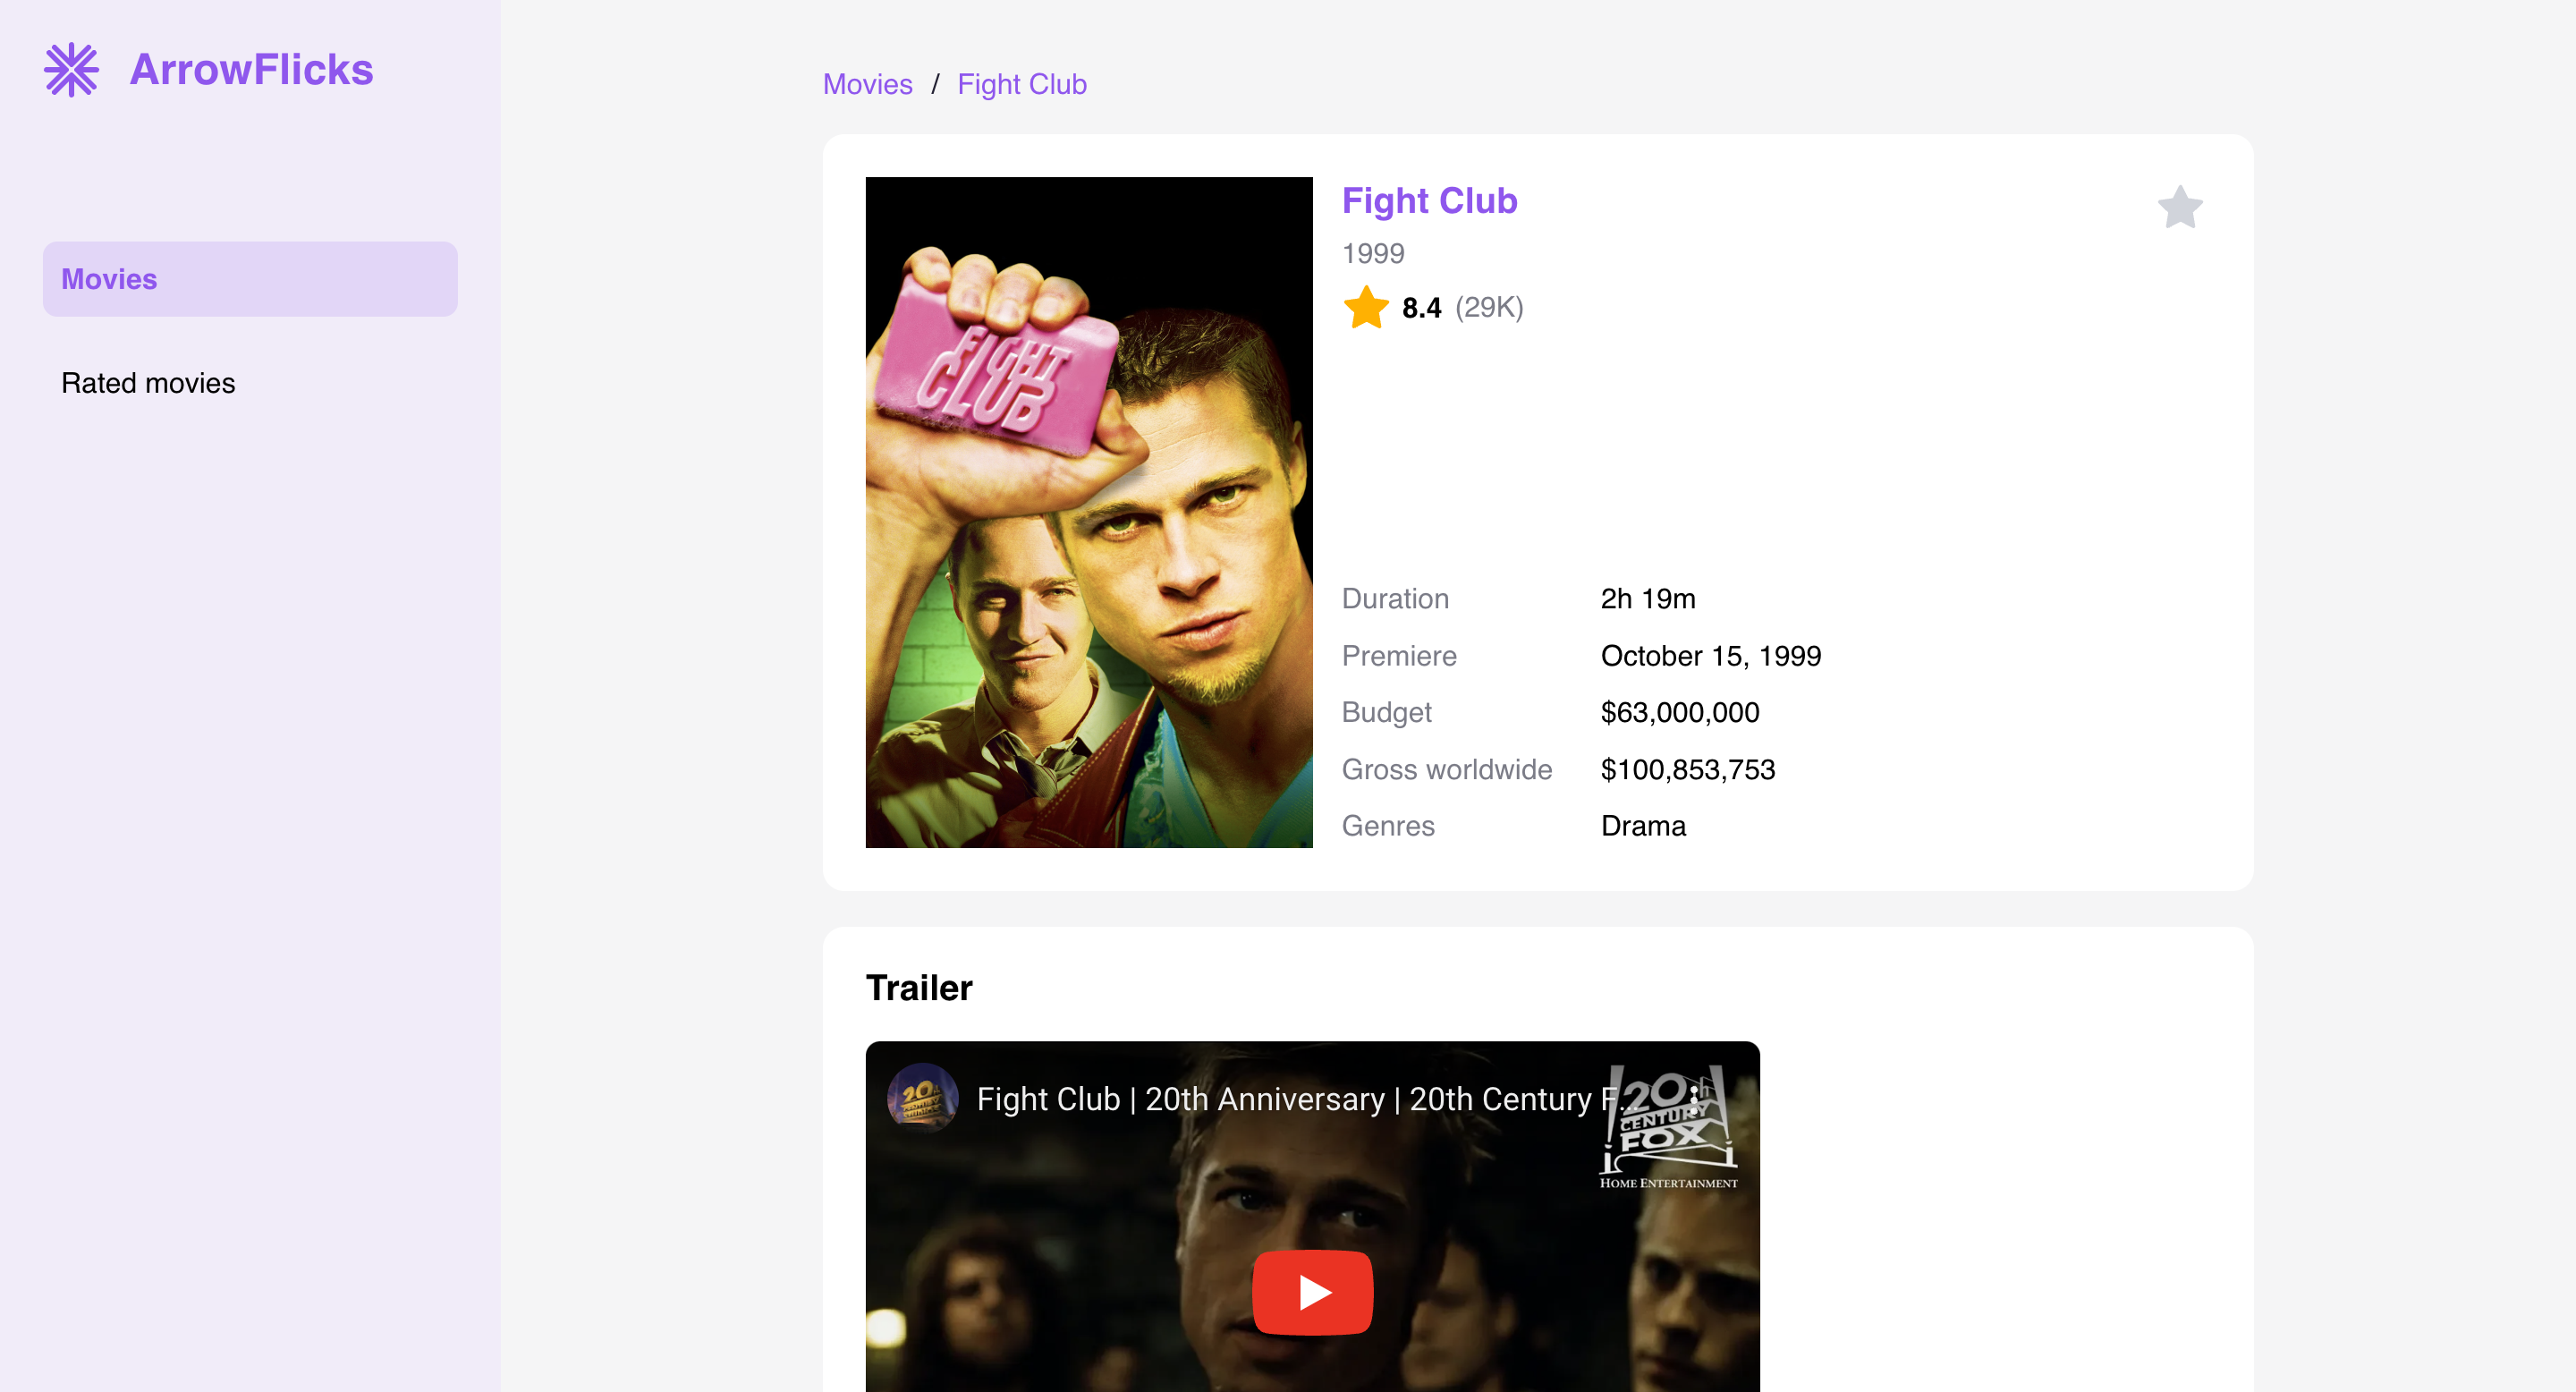 ArrowFlicks
Movies
Rated movies
Movies / Fight Club
FIGHT
CLUB
Fight Club
1999
8.4 (29K)
Duration 2h 19m
Premiere October 15, 1999
Budget $63,000,000
Gross worldwide $100,853,753
Genres Drama
Trailer
Fight Club | 20th Anniversary | 20th Century F...
20th
CENTURY
FOX
HOME ENTERTAINMENT